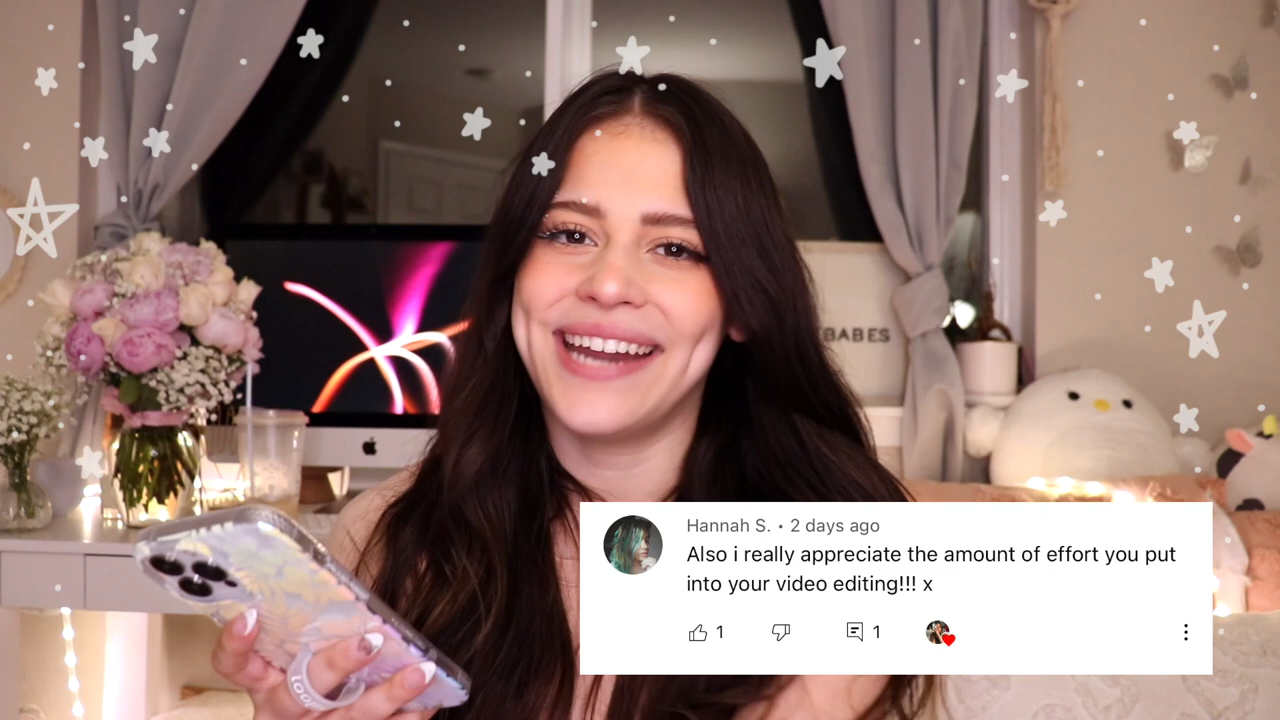 BABES
Hannah S. • 2 days ago
Also i really appreciate the amount of effort you put
into your video editing!!! x
1
1